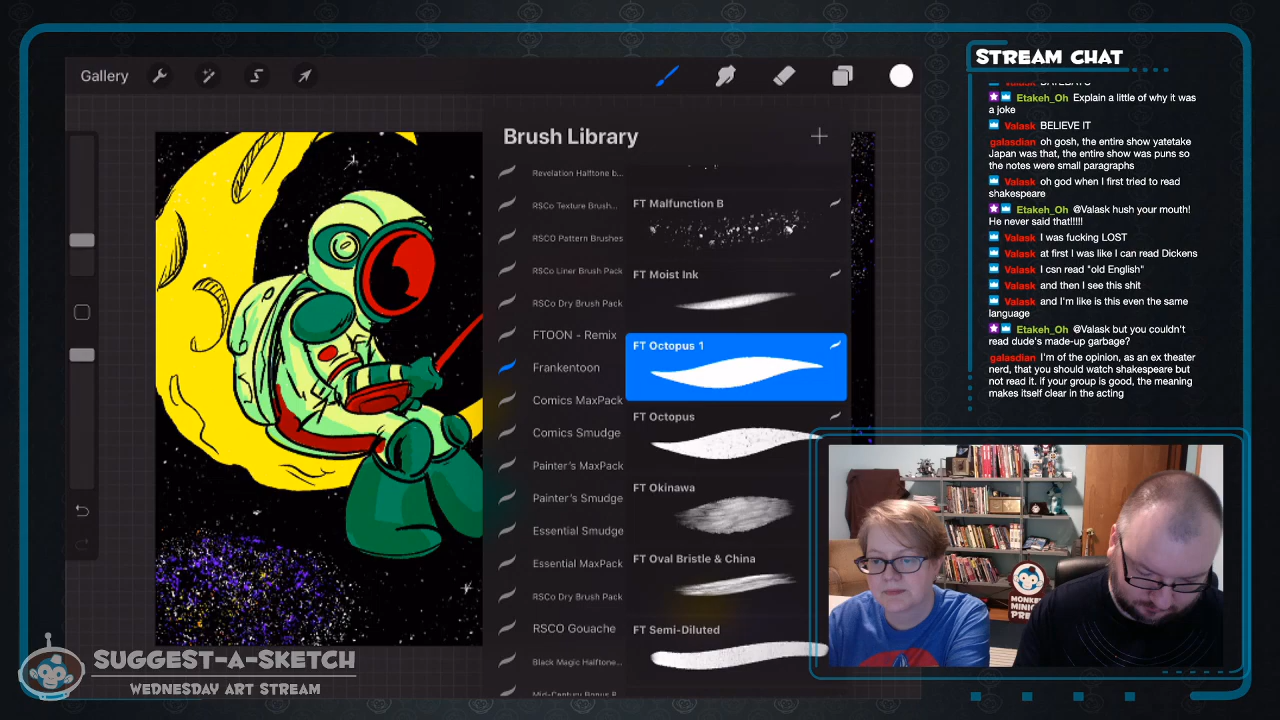 STREAM CHAT
Etakeh_Oh Explain a little of why it was
a joke
Valask BELIEVE IT
galasdian oh gosh, the entire show yatetake
Japan was that, the entire show was puns so
the notes were small paragraphs
Valask oh god when I first tried to read
shakespeare
Etakeh_Oh @Valask hush your mouth!
He never said that!!!!!
Valask I was fucking LOST
Valask at first I was like I can read Dickens
Valask I csn read "old English"
Valask and then I see this shit
Valask and I'm like is this even the same
language
Etakeh_Oh @Valask but you couldn't
read dude's made-up garbage?
galasdian I'm of the opinion, as an ex theater
nerd, that you should watch shakespeare but
not read it. if your group is good, the meaning
makes itself clear in the acting
Gallery
Brush Library
Revelation Halftone b...
RSCo Texture Brush...
RSCO Pattern Brushes
RSCo Liner Brush Pack
RSCo Dry Brush Pack
FTOON - Remix
Frankentoon
Comics MaxPack
Comics Smudge
Painter's MaxPack
Painter's Smudge
Essential Smudge
Essential MaxPack
RSCo Dry Brush Pack
RSCO Gouache
Black Magic Halftone...
Mid-Century Bonus B
FT Malfunction B
FT Moist Ink
FT Octopus 1
FT Octopus
FT Okinawa
FT Oval Bristle & China
FT Semi-Diluted
SUGGEST-A-SKETCH
WEDNESDAY ART STREAM